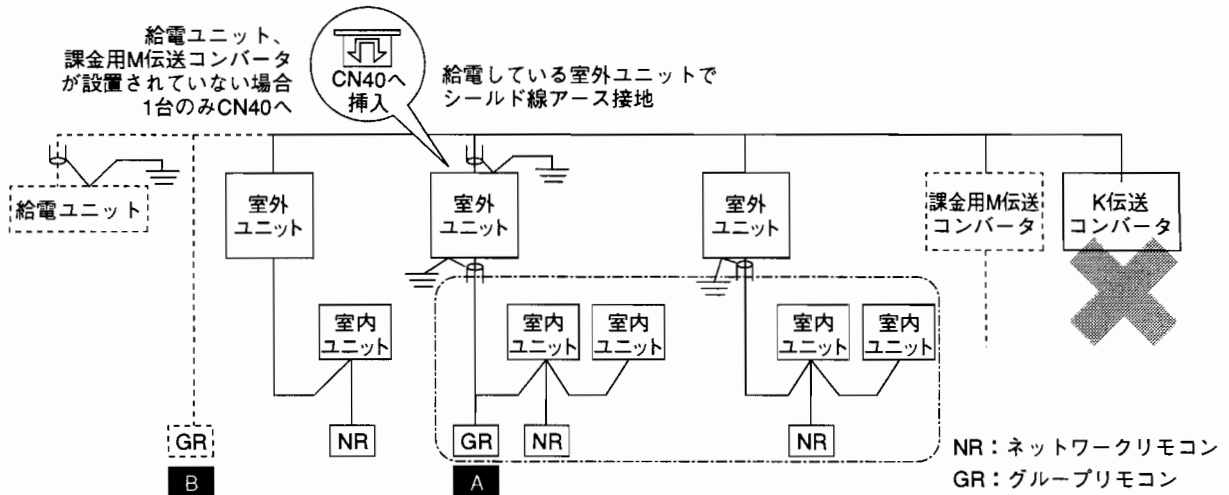 給電ユニット、
課金用M伝送コンバータ
が設置されていない場合
1台のみCN40へ
CN40へ
挿入
給電している室外ユニットで
シールド線アース接地
給電ユニット
室外
ユニット
室外
ユニット
室外
ユニット
課金用M伝送
コンバータ
K伝送
コンバータ
室内
ユニット
室内
ユニット
室内
ユニット
室内
ユニット
室内
ユニット
GR
NR
GR
NR
NR
B
A
NR：ネットワークリモコン
GR：グループリモコン